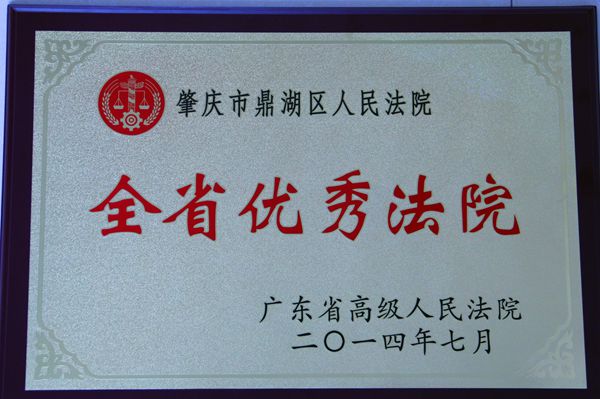 肇庆市鼎湖区人民法院
全省优秀法院
广东省高级人民法院
二〇一四年七月